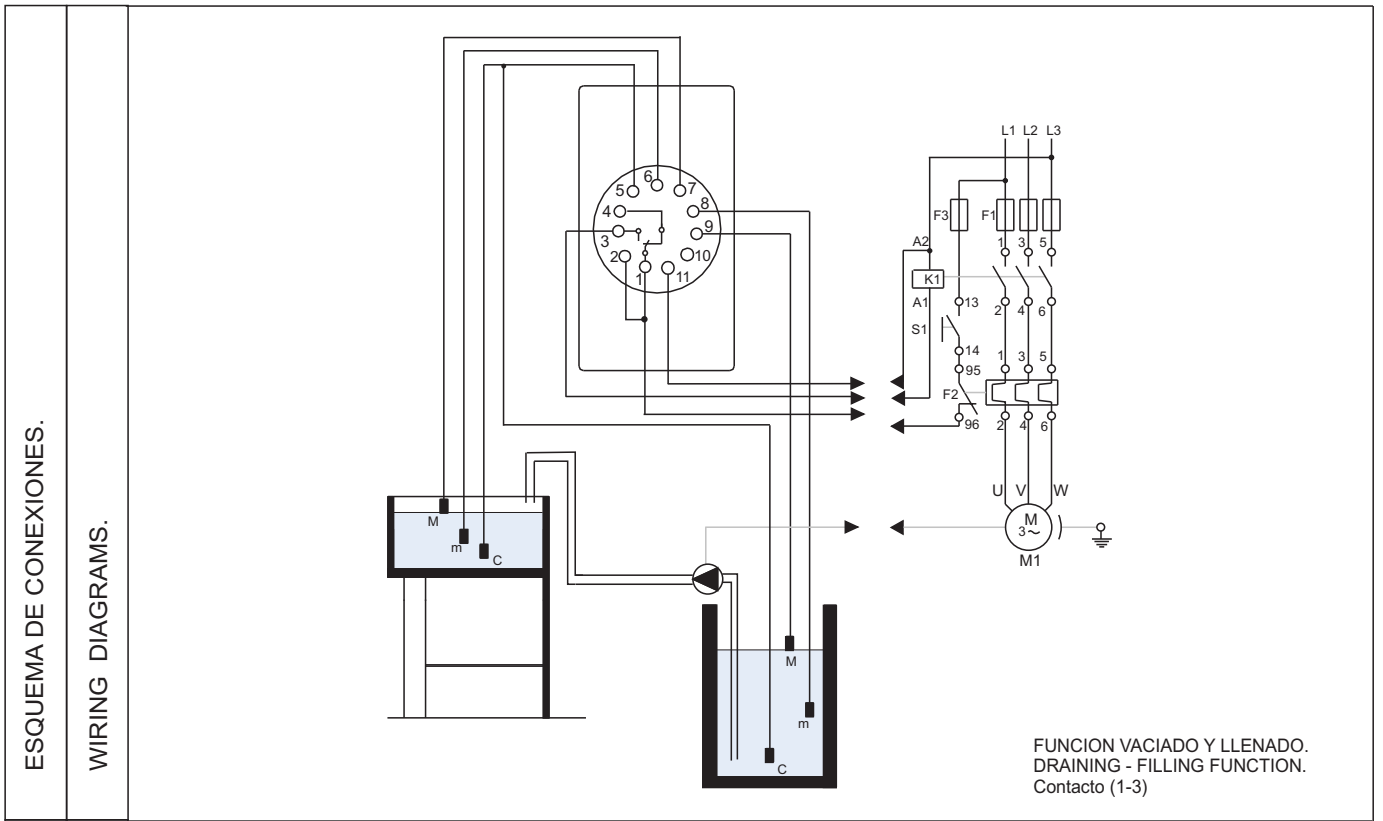 ESQUEMA DE CONEXIONES.
WIRING DIAGRAMS.
L1 L2 L3
5 6 7
4 8
3 9
2 10
1 11
F3 F1
A2 1 3 5
K1
A1 13 2 4 6
S1
14 1 3 5
95
F2
96 2 4 6
U V W
M
3~
M1
M
m
C
M
m
C
FUNCION VACIADO Y LLENADO.
DRAINING - FILLING FUNCTION.
Contacto (1-3)